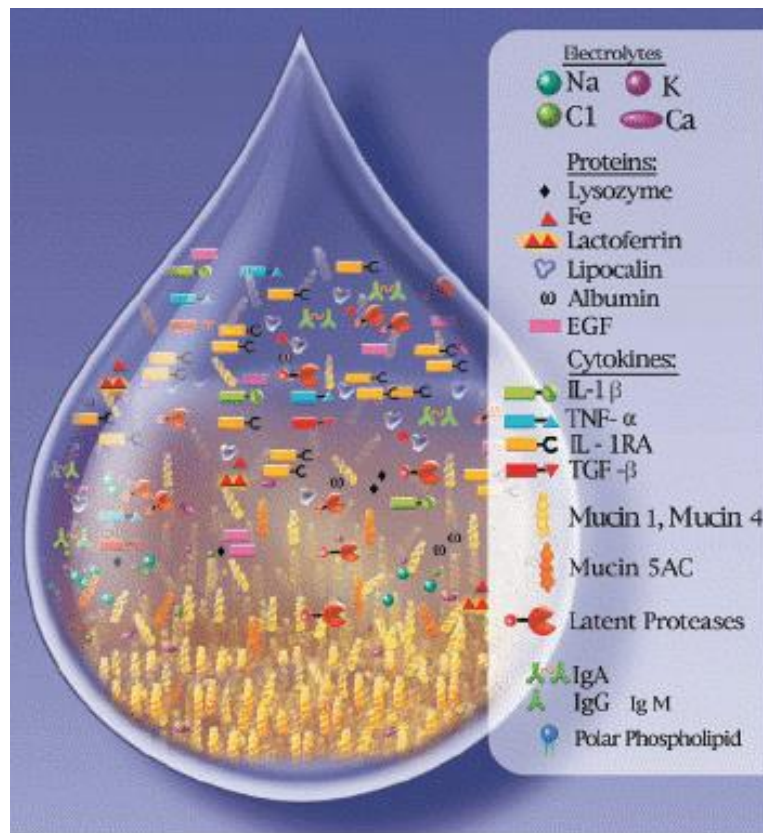 Electrolytes
Na K
C1 Ca
Proteins:
Lysozyme
Fe
Lactoferrin
Lipocalin
Albumin
EGF
Cytokines:
IL-1 β
TNF- α
IL - 1RA
TGF -β
Mucin 1, Mucin 4
Mucin 5AC
Latent Proteases
IgA
IgG Ig M
Polar Phospholipid